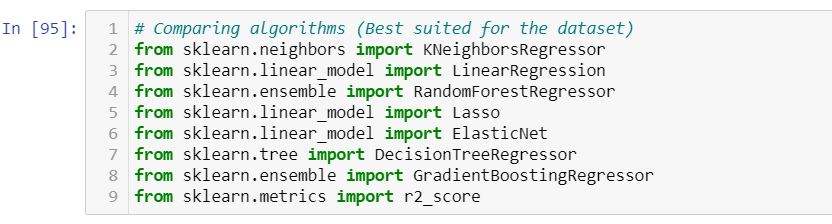 In [95]:
1 # Comparing algorithms (Best suited for the dataset)
2 from sklearn.neighbors import KNeighborsRegressor
3 from sklearn.linear_model import LinearRegression
4 from sklearn.ensemble import RandomForestRegressor
5 from sklearn.linear_model import Lasso
6 from sklearn.linear_model import ElasticNet
7 from sklearn.tree import DecisionTreeRegressor
8 from sklearn.ensemble import GradientBoostingRegressor
9 from sklearn.metrics import r2_score